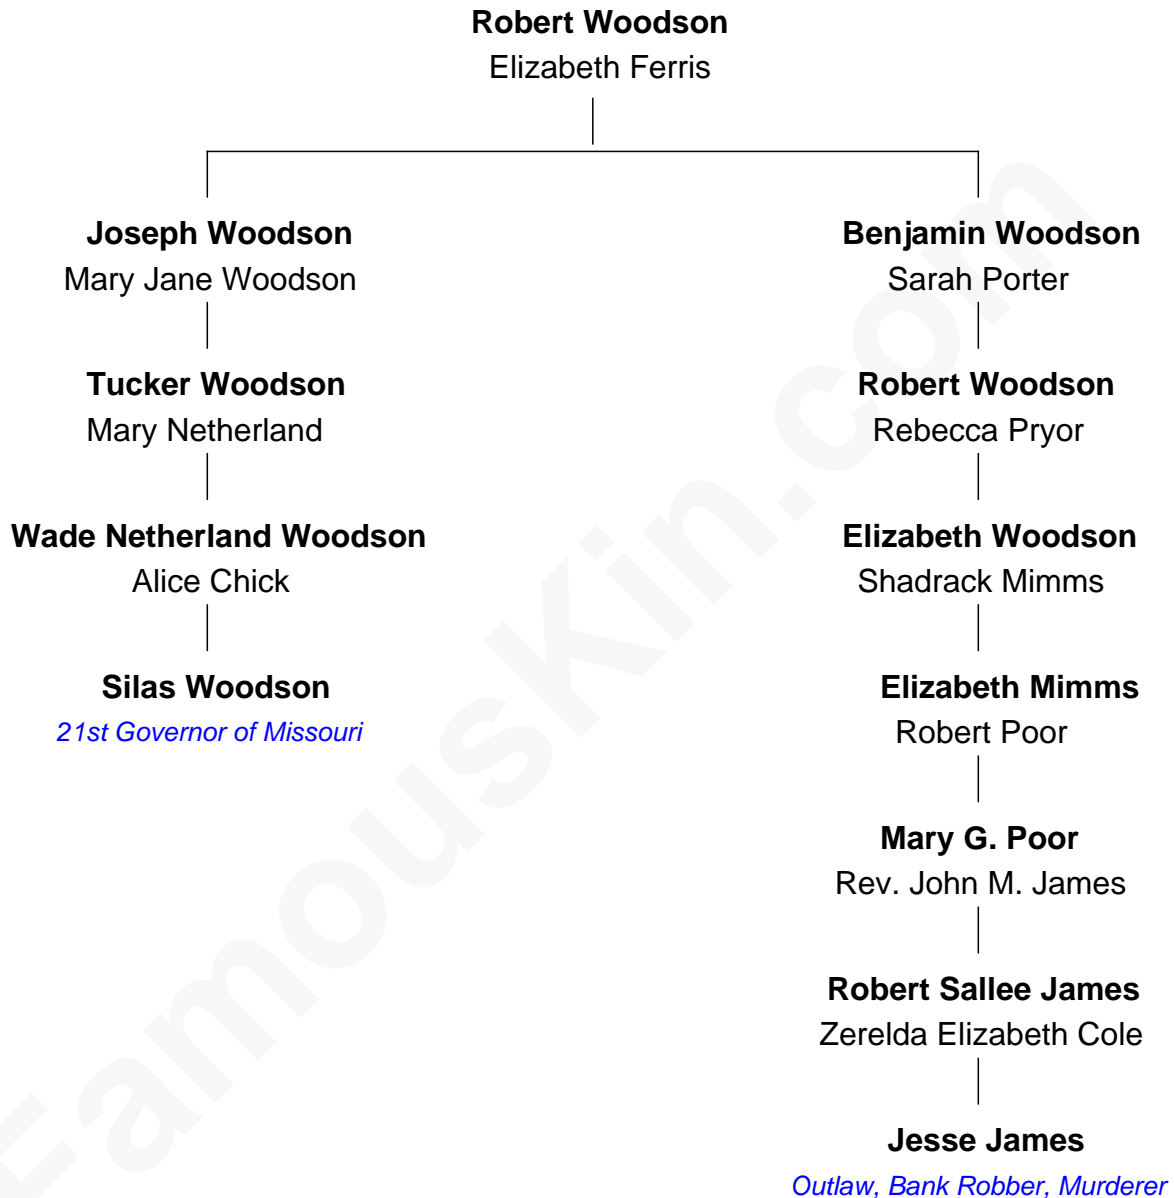 Robert Woodson
Elizabeth Ferris
Joseph Woodson
Mary Jane Woodson
Benjamin Woodson
Sarah Porter
Tucker Woodson
Mary Netherland
Robert Woodson
Rebecca Pryor
Wade Netherland Woodson
Alice Chick
Elizabeth Woodson
Shadrack Mimms
Silas Woodson
21st Governor of Missouri
Elizabeth Mimms
Robert Poor
Mary G. Poor
Rev. John M. James
Robert Sallee James
Zerelda Elizabeth Cole
Jesse James
Outlaw, Bank Robber, Murderer
FamousKin.com